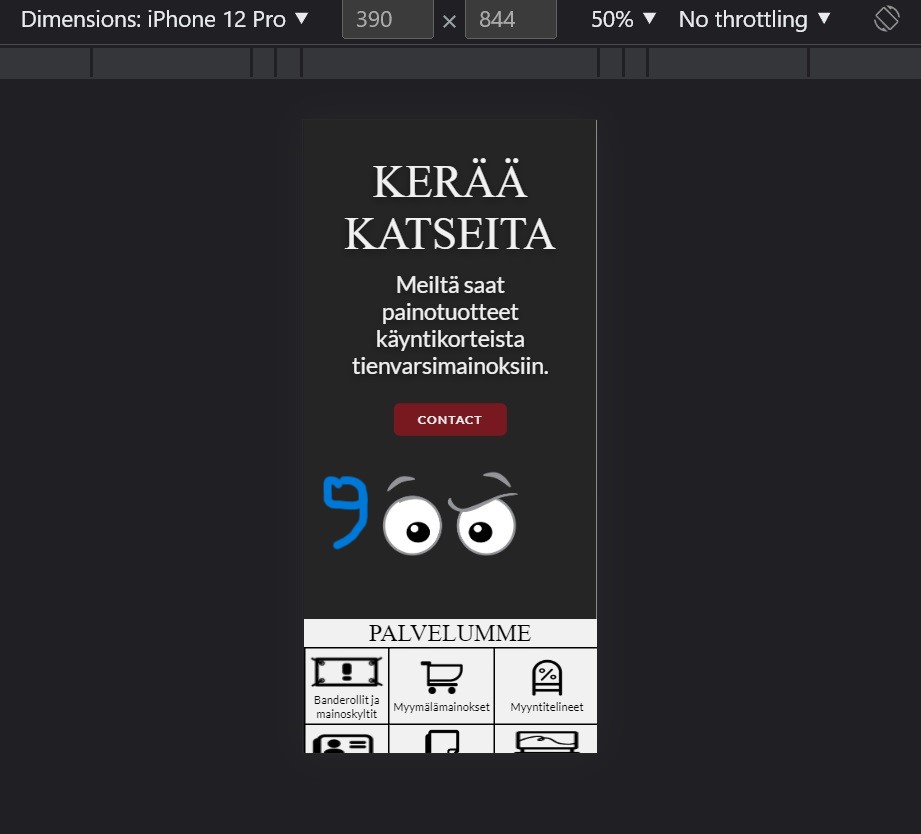 Dimensions: iPhone 12 Pro ▼ 390 × 844 50% ▼ No throttling ▼
KERÄÄ
KATSEITA
Meiltä saat
painotuotteet
käyntikorteista
tienvarsimainoksiin.
CONTACT
9
PALVELUMME
Banderollit ja
mainoskyltit
Myymälämainokset
Myyntitelineet